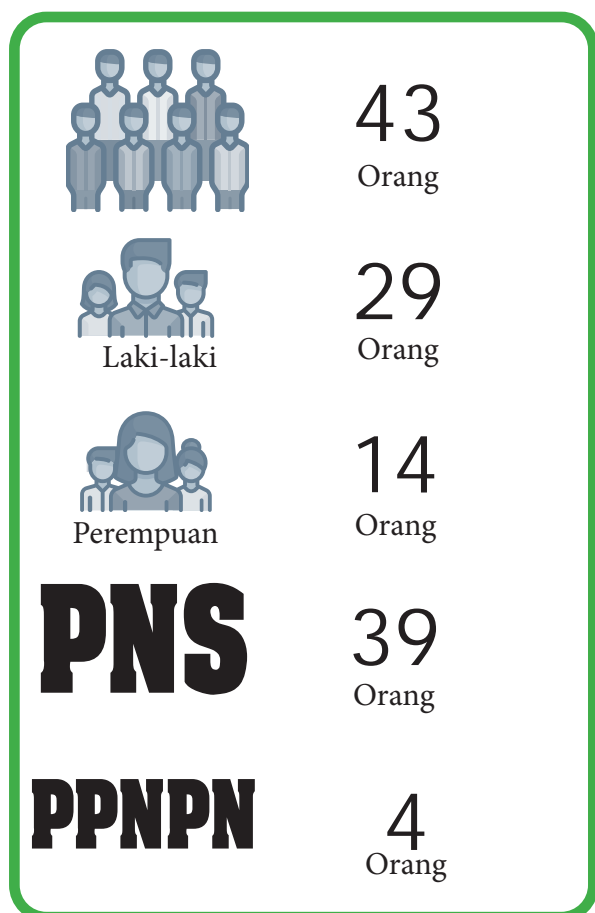 43
Orang
29
Laki-laki
Orang
14
Perempuan
Orang
PNS
39
Orang
PPNPN
4
Orang